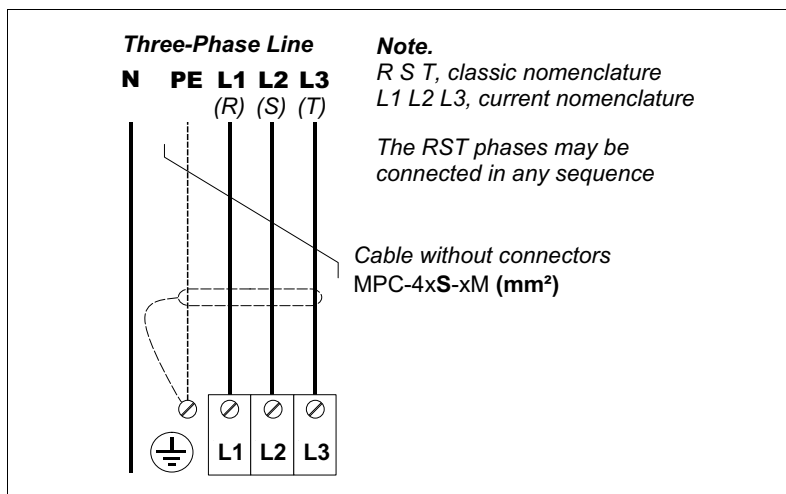 Three-Phase Line
N PE L1 L2 L3
(R) (S) (T)
Note.
R S T, classic nomenclature
L1 L2 L3, current nomenclature
The RST phases may be
connected in any sequence
Cable without connectors
MPC-4xS-xM (mm²)
L1 L2 L3